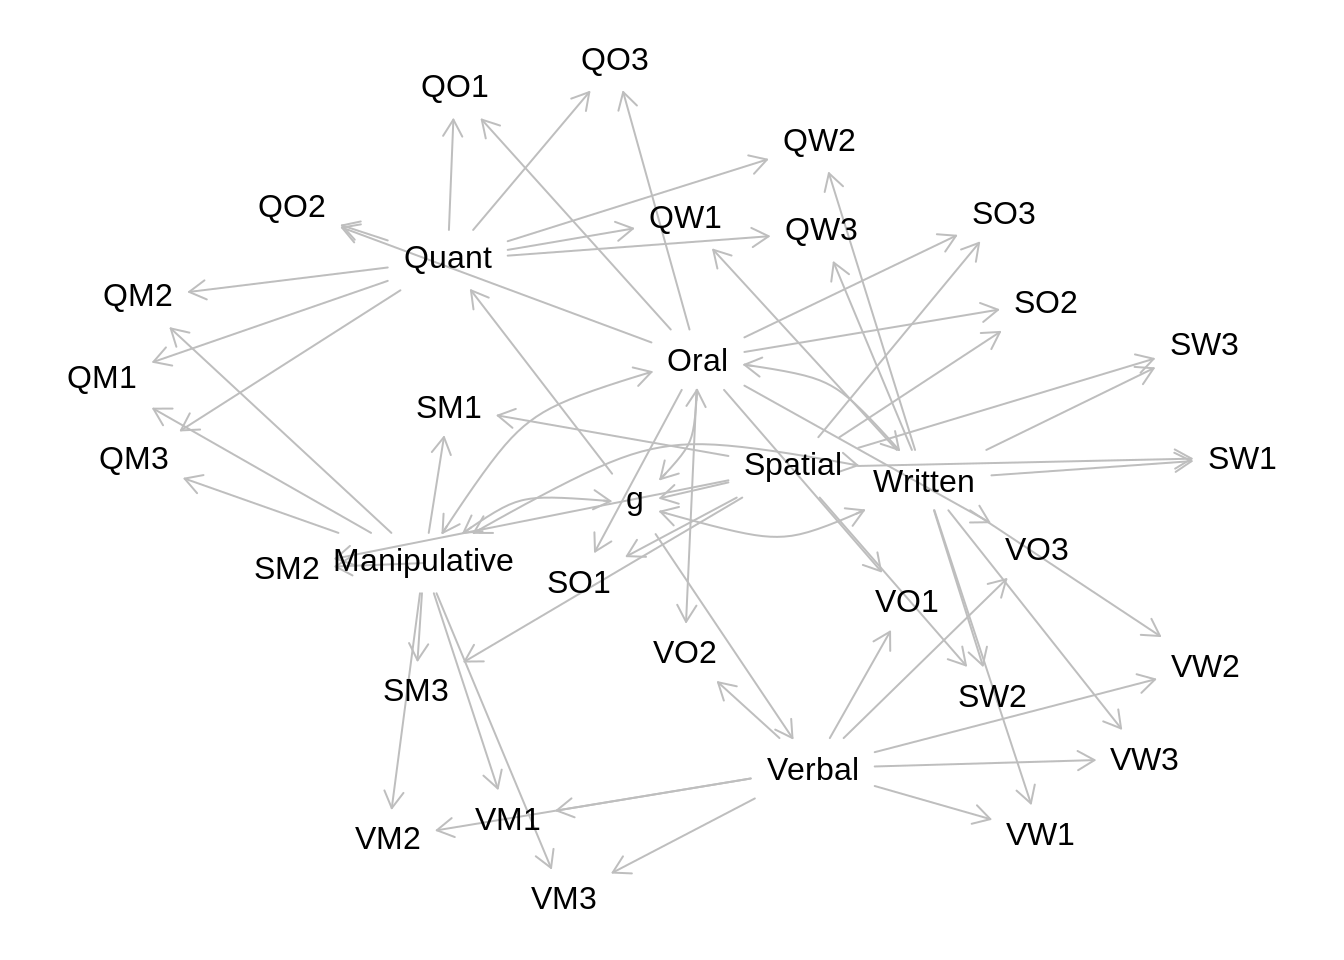 QO3
QO1
QW2
QO2
QW1
SO3
QW3
Quant
QM2
SO2
SW3
Oral
QM1
SM1
QM3
Spatial
SW1
Written
g
VO3
Manipulative
SM2
SO1
VO1
VO2
VW2
SM3
SW2
VW3
Verbal
VM1
VW1
VM2
VM3